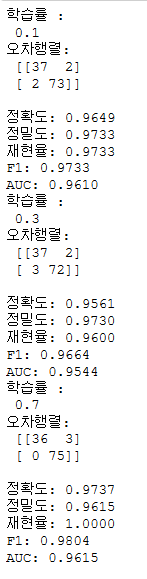 학습률 :
0.1
오차행렬:
[[37  2]
[ 2 73]]
정확도: 0.9649
정밀도: 0.9733
재현율: 0.9733
F1: 0.9733
AUC: 0.9610
학습률 :
0.3
오차행렬:
[[37  2]
[ 3 72]]
정확도: 0.9561
정밀도: 0.9730
재현율: 0.9600
F1: 0.9664
AUC: 0.9544
학습률 :
0.7
오차행렬:
[[36  3]
[ 0 75]]
정확도: 0.9737
정밀도: 0.9615
재현율: 1.0000
F1: 0.9804
AUC: 0.9615